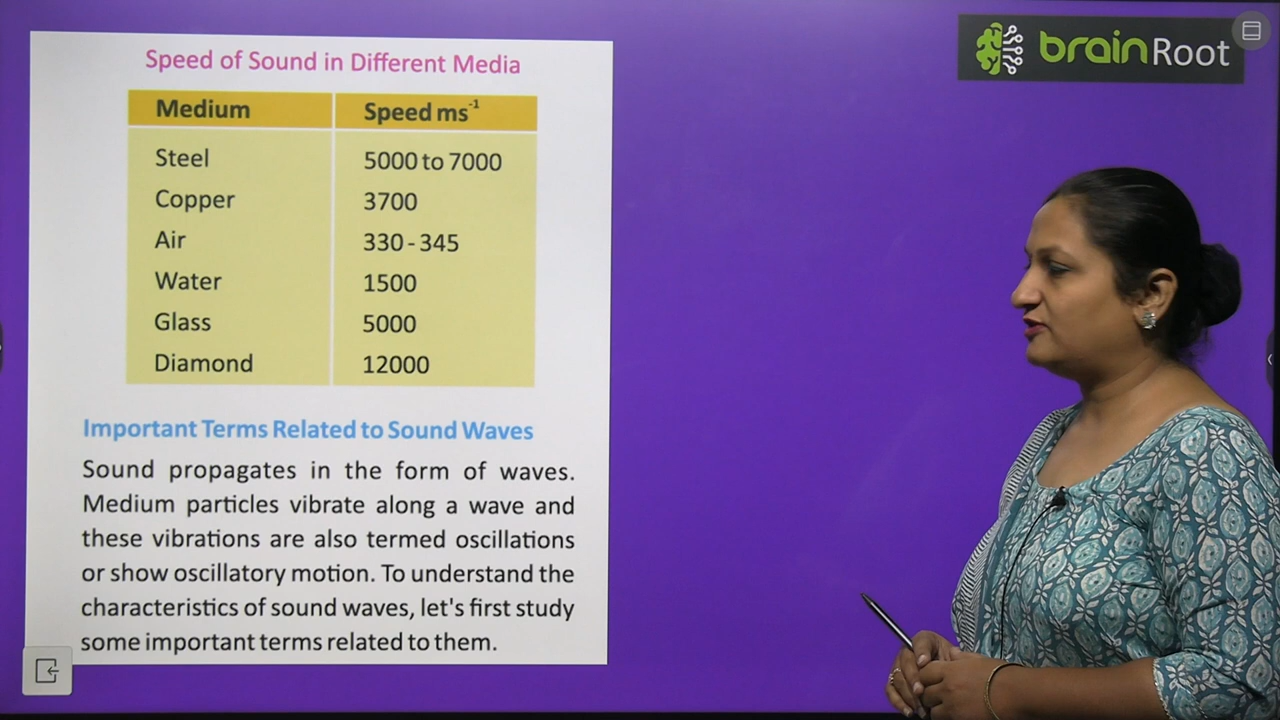 brainRoot
Speed of Sound in Different Media
Medium Speed ms⁻¹
Steel 5000 to 7000
Copper 3700
Air 330 - 345
Water 1500
Glass 5000
Diamond 12000
Important Terms Related to Sound Waves
Sound propagates in the form of waves.
Medium particles vibrate along a wave and
these vibrations are also termed oscillations
or show oscillatory motion. To understand the
characteristics of sound waves, let's first study
some important terms related to them.